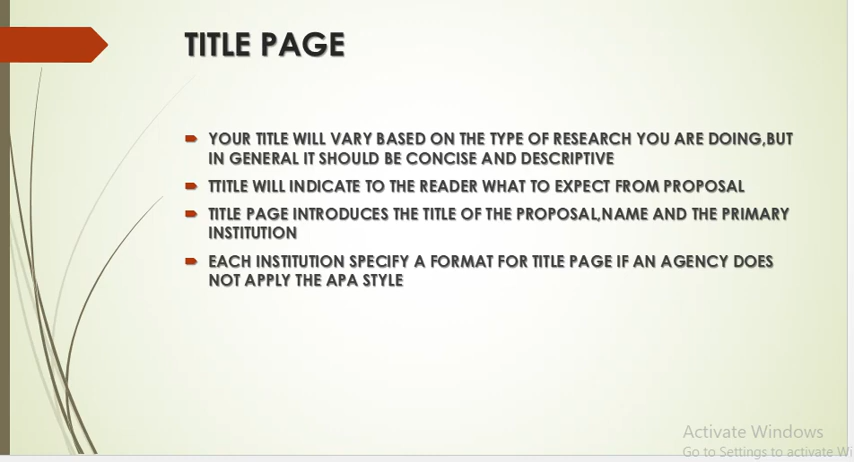 TITLE PAGE
YOUR TITLE WILL VARY BASED ON THE TYPE OF RESEARCH YOU ARE DOING,BUT
IN GENERAL IT SHOULD BE CONCISE AND DESCRIPTIVE
TTITLE WILL INDICATE TO THE READER WHAT TO EXPECT FROM PROPOSAL
TITLE PAGE INTRODUCES THE TITLE OF THE PROPOSAL,NAME AND THE PRIMARY
INSTITUTION
EACH INSTITUTION SPECIFY A FORMAT FOR TITLE PAGE IF AN AGENCY DOES
NOT APPLY THE APA STYLE
Activate Windows
Go to Settings to activate Wi